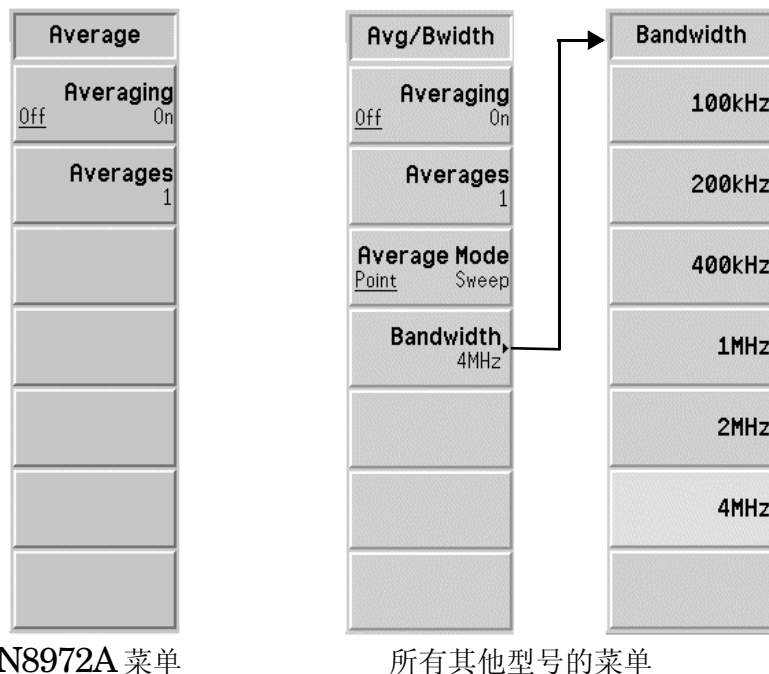 Average
Averaging
Off On
Averages
1
Avg/Bwidth
Averaging
Off On
Averages
1
Average Mode
Point Sweep
Bandwidth
4MHz
Bandwidth
100kHz
200kHz
400kHz
1MHz
2MHz
4MHz
N8972A 菜单
所有其他型号的菜单